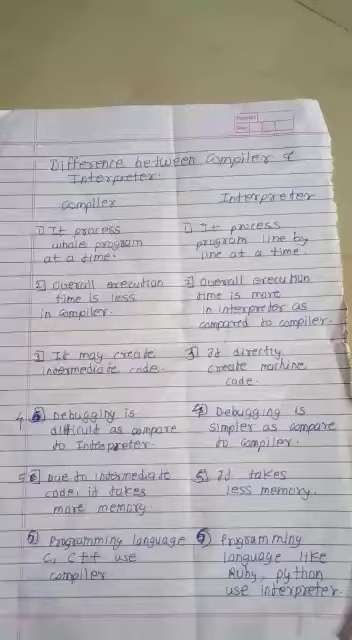 Difference between Compiler &
Interpreter.
Compiler
1) It process
whole program
at a time.
2) Overall execution
time is less
in compiler.
3) It may create
intermediate code.
4 Debugging is
difficult as compare
to Interpreter.
5 Due to intermediate
code, it takes
more memory
6) Programming language
C, C++ use
compiler
Interpreter
1) It process
program line by
line at a time.
2) Overall execution
time is more
in interpreter as
compared to compiler.
3) It directly
create machine
code.
4) Debugging is
simpler as compare
to compiler.
5) It takes
less memory.
6) Programming
language like
Ruby, python
use interpreter.